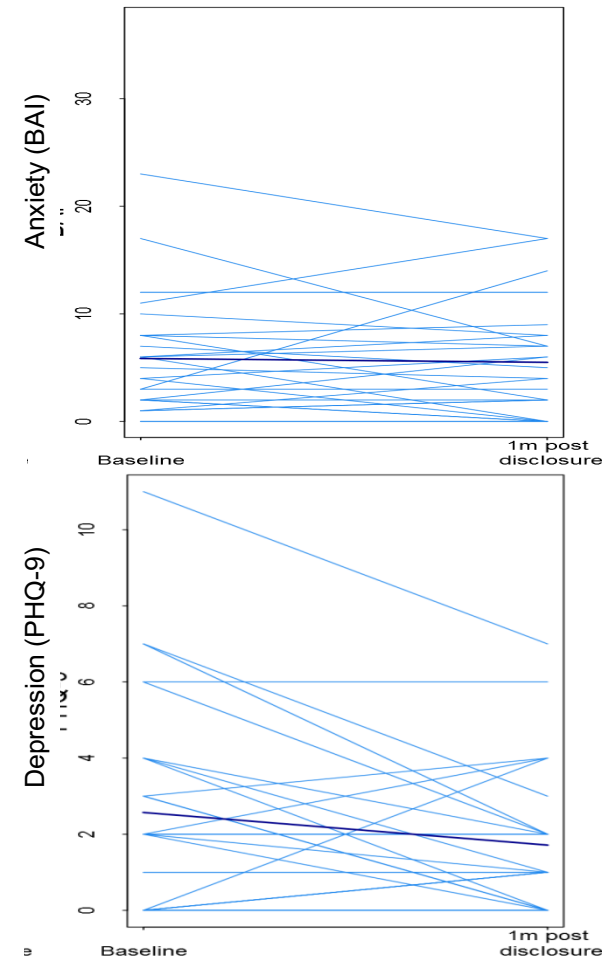 Anxiety (BAI)
30
20
10
0
Baseline
1m post
disclosure
Depression (PHQ-9)
10
8
6
4
2
0
Baseline
1m post
disclosure